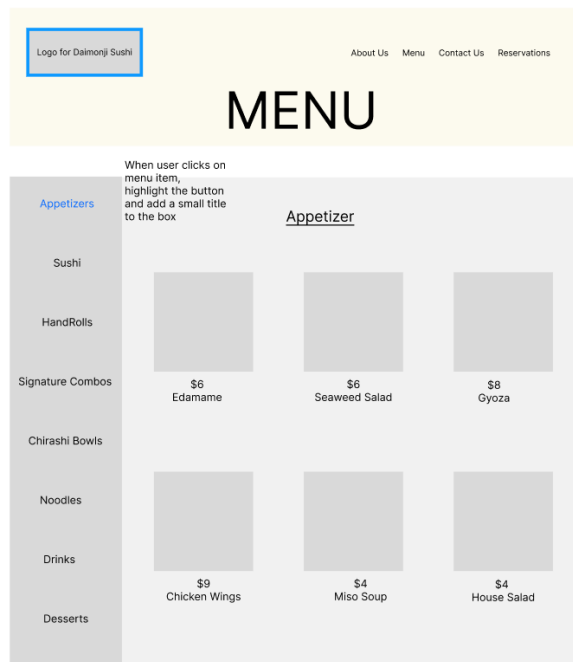 Logo for Daimonji Sushi
About Us Menu Contact Us Reservations
MENU
When user clicks on
menu item,
highlight the button
and add a small title
to the box
Appetizers
Sushi
HandRolls
Signature Combos
Chirashi Bowls
Noodles
Drinks
Desserts
Appetizer
$6
Edamame
$6
Seaweed Salad
$8
Gyoza
$9
Chicken Wings
$4
Miso Soup
$4
House Salad